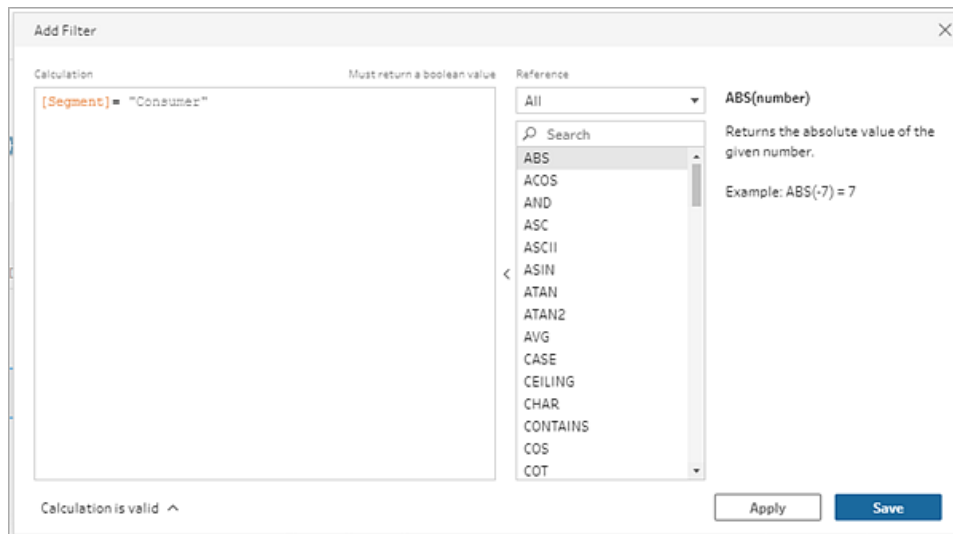 Add Filter
Calculation
Must return a boolean value
[Segment]= "Consumer"
Calculation is valid
Reference
All
Search
ABS
ACOS
AND
ASC
ASCII
ASIN
ATAN
ATAN2
AVG
CASE
CEILING
CHAR
CONTAINS
COS
COT
ABS(number)
Returns the absolute value of the
given number.
Example: ABS(-7) = 7
Apply
Save